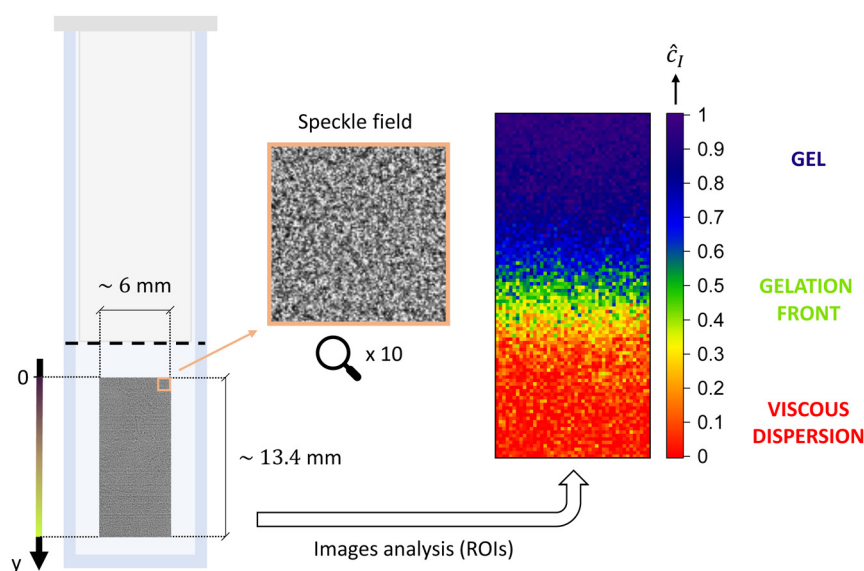 Speckle field
~ 6 mm
x 10
0
~ 13.4 mm
y
Images analysis (ROIs)
ĉ_I
1
0.9
0.8
0.7
0.6
0.5
0.4
0.3
0.2
0.1
0
GEL
GELATION
FRONT
VISCOUS
DISPERSION